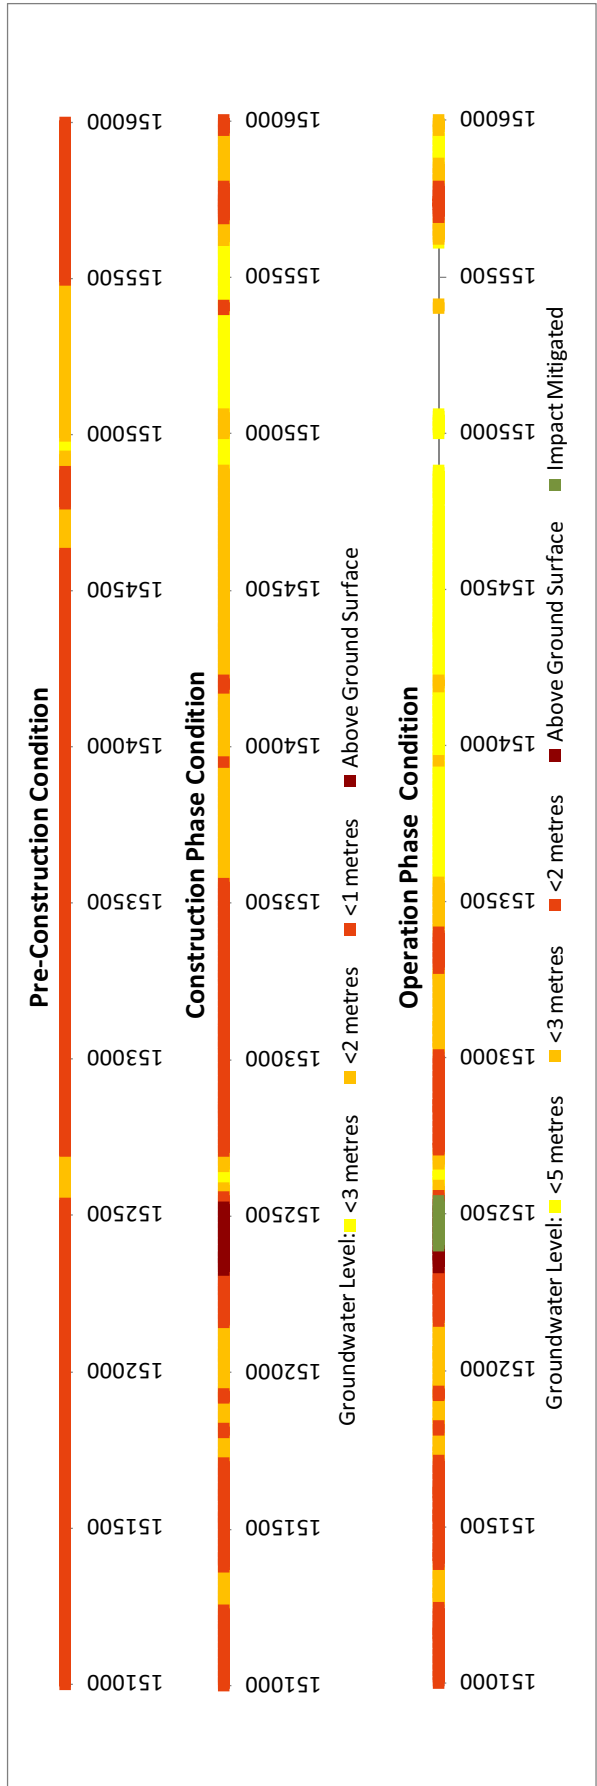 Pre-Construction Condition
151000 151500 152000 152500 153000 153500 154000 154500 155000 155500 156000
Construction Phase Condition
151000 151500 152000 152500 153000 153500 154000 154500 155000 155500 156000
Groundwater Level: <3 metres <2 metres <1 metres Above Ground Surface
Operation Phase Condition
151000 151500 152000 152500 153000 153500 154000 154500 155000 155500 156000
Groundwater Level: <5 metres <3 metres <2 metres Above Ground Surface Impact Mitigated